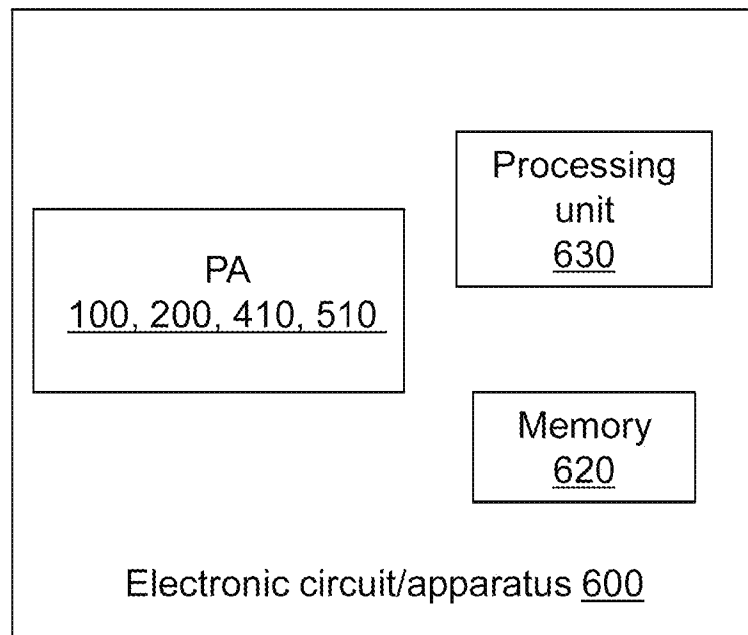 Processing
unit
630
PA
100, 200, 410, 510
Memory
620
Electronic circuit/apparatus 600